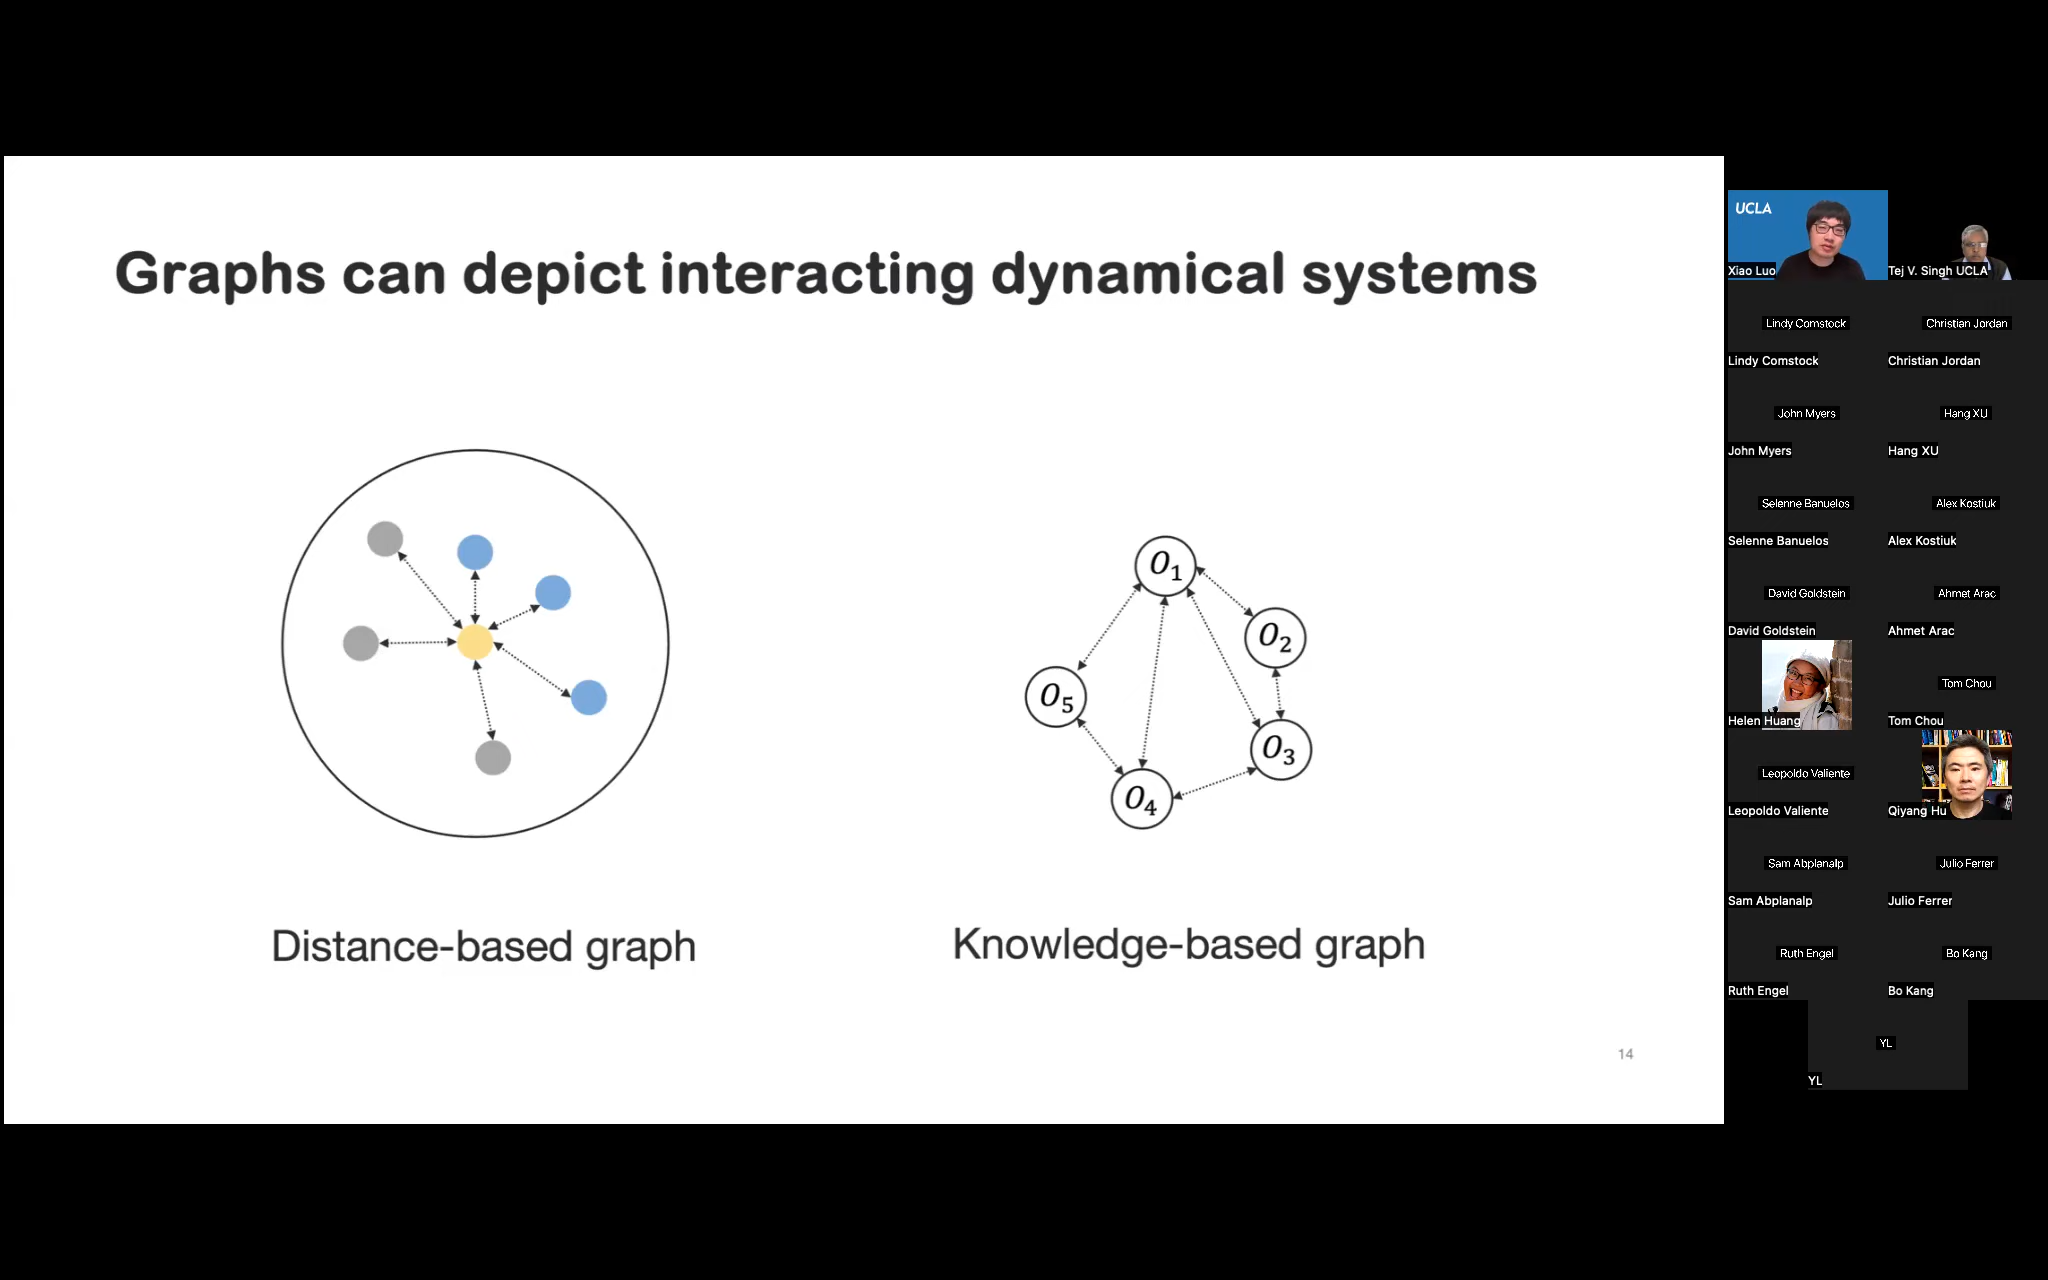 Graphs can depict interacting dynamical systems
O1
O2
O5
O3
O4
Distance-based graph
Knowledge-based graph
14
UCLA
Xiao Luo
Tej V. Singh UCLA
Lindy Comstock
Christian Jordan
Lindy Comstock
Christian Jordan
John Myers
Hang XU
John Myers
Hang XU
Selenne Banuelos
Alex Kostiuk
Selenne Banuelos
Alex Kostiuk
David Goldstein
Ahmet Arac
David Goldstein
Ahmet Arac
Tom Chou
Helen Huang
Tom Chou
Leopoldo Valiente
Leopoldo Valiente
Qiyang Hu
Sam Abplanalp
Julio Ferrer
Sam Abplanalp
Julio Ferrer
Ruth Engel
Bo Kang
Ruth Engel
Bo Kang
YL
YL